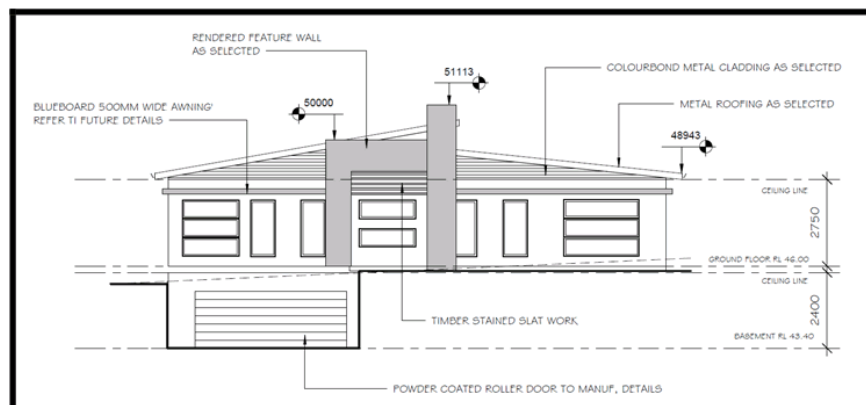 RENDERED FEATURE WALL
AS SELECTED
51113
COLOURBOND METAL CLADDING AS SELECTED
BLUEBOARD 500MM WIDE AWNING'
REFER TI FUTURE DETAILS
50000
METAL ROOFING AS SELECTED
48943
CEILING LINE
2750
GROUND FLOOR RL 46.00
CEILING LINE
2400
TIMBER STAINED SLAT WORK
BASEMENT RL 43.40
POWDER COATED ROLLER DOOR TO MANUF, DETAILS